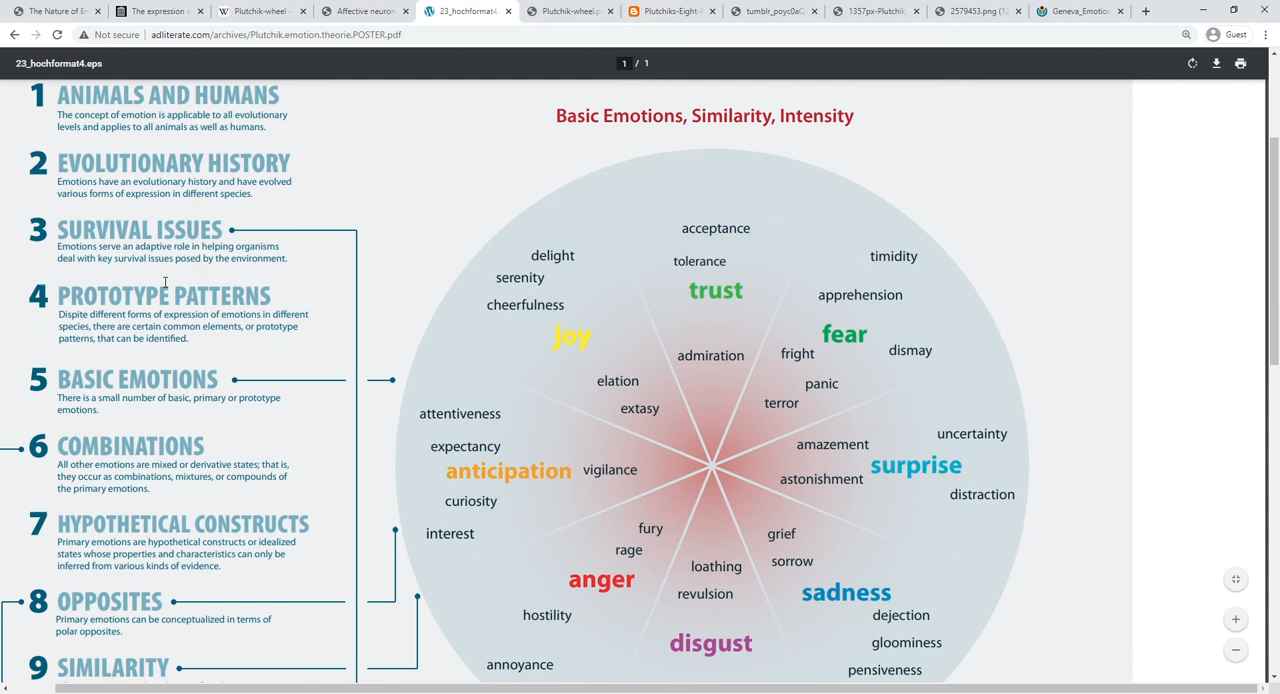 The Nature of E
The expression o
Plutchik-wheel -
Affective neuron
23_hochformat4.
Plutchik-wheel.p
Plutchiks-Eight-P
tumblr_poyc0aC
1357px-Plutchik
2579453.png (12
Geneva_Emotion
Not secure | adliterate.com/archives/Plutchik.emotion.theorie.POSTER.pdf
Guest
23_hochformat4.eps
1 / 1
1 ANIMALS AND HUMANS
The concept of emotion is applicable to all evolutionary
levels and applies to all animals as well as humans.
2 EVOLUTIONARY HISTORY
Emotions have an evolutionary history and have evolved
various forms of expression in different species.
3 SURVIVAL ISSUES
Emotions serve an adaptive role in helping organisms
deal with key survival issues posed by the environment.
4 PROTOTYPE PATTERNS
Dispite different forms of expression of emotions in different
species, there are certain common elements, or prototype
patterns, that can be identified.
5 BASIC EMOTIONS
There is a small number of basic, primary or prototype
emotions.
6 COMBINATIONS
All other emotions are mixed or derivative states; that is,
they occur as combinations, mixtures, or compounds of
the primary emotions.
7 HYPOTHETICAL CONSTRUCTS
Primary emotions are hypothetical constructs or idealized
states whose properties and characteristics can only be
inferred from various kinds of evidence.
8 OPPOSITES
Primary emotions can be conceptualized in terms of
polar opposites.
9 SIMILARITY
Basic Emotions, Similarity, Intensity
acceptance
tolerance
trust
admiration
timidity
apprehension
fear
fright
dismay
panic
terror
uncertainty
amazement
surprise
astonishment
distraction
grief
sorrow
sadness
dejection
gloominess
pensiveness
loathing
revulsion
disgust
fury
rage
anger
hostility
annoyance
attentiveness
expectancy
anticipation
vigilance
curiosity
interest
delight
serenity
cheerfulness
joy
elation
extasy